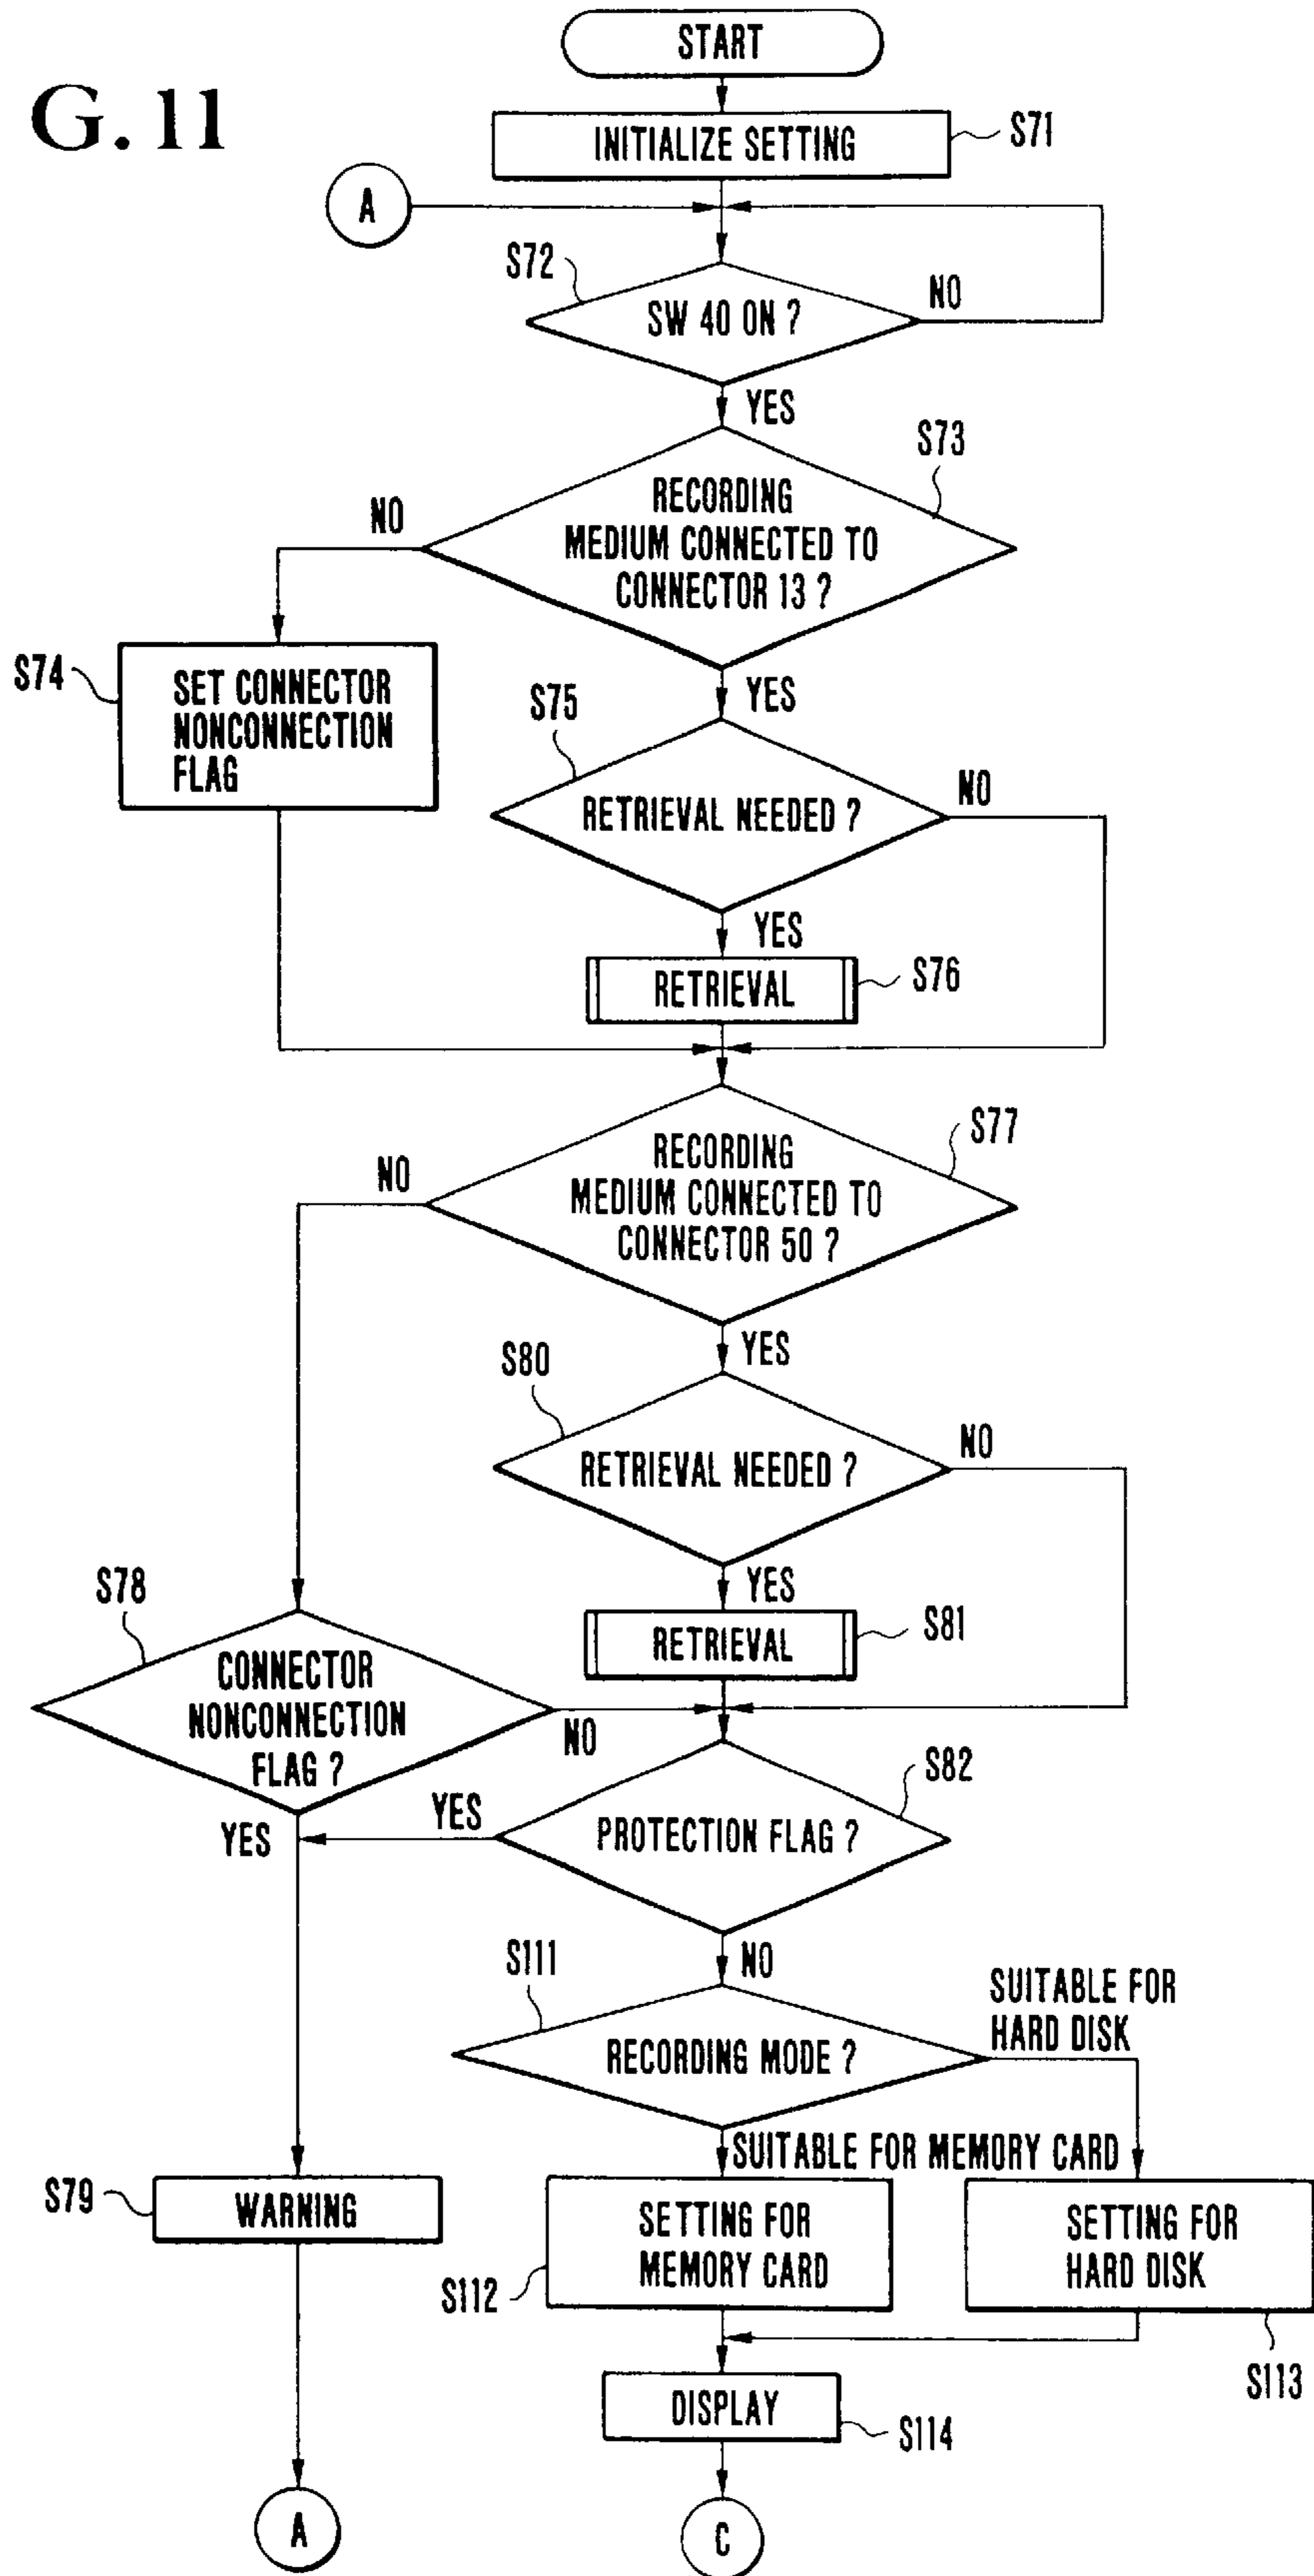 START
G. 11
INITIALIZE SETTING
S71
A
S72
SW 40 ON ?
NO
YES
S73
RECORDING
MEDIUM CONNECTED TO
CONNECTOR 13 ?
NO
S74
SET CONNECTOR
NONCONNECTION
FLAG
YES
S75
RETRIEVAL NEEDED ?
NO
YES
RETRIEVAL
S76
S77
RECORDING
MEDIUM CONNECTED TO
CONNECTOR 50 ?
NO
YES
S80
RETRIEVAL NEEDED ?
NO
YES
RETRIEVAL
S81
S78
CONNECTOR
NONCONNECTION
FLAG ?
NO
YES
S82
PROTECTION FLAG ?
YES
NO
S111
RECORDING MODE ?
SUITABLE FOR
HARD DISK
SUITABLE FOR MEMORY CARD
S79
WARNING
SETTING FOR
MEMORY CARD
S112
SETTING FOR
HARD DISK
S113
DISPLAY
S114
A
C